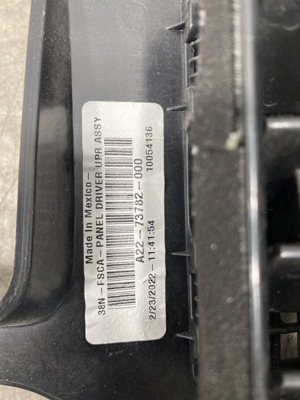 Made In Mexico-
38N-FSCA-PANEL DRIVER UPR ASSY
A22-73782-000
10054136
2/23/2022-11:41:54